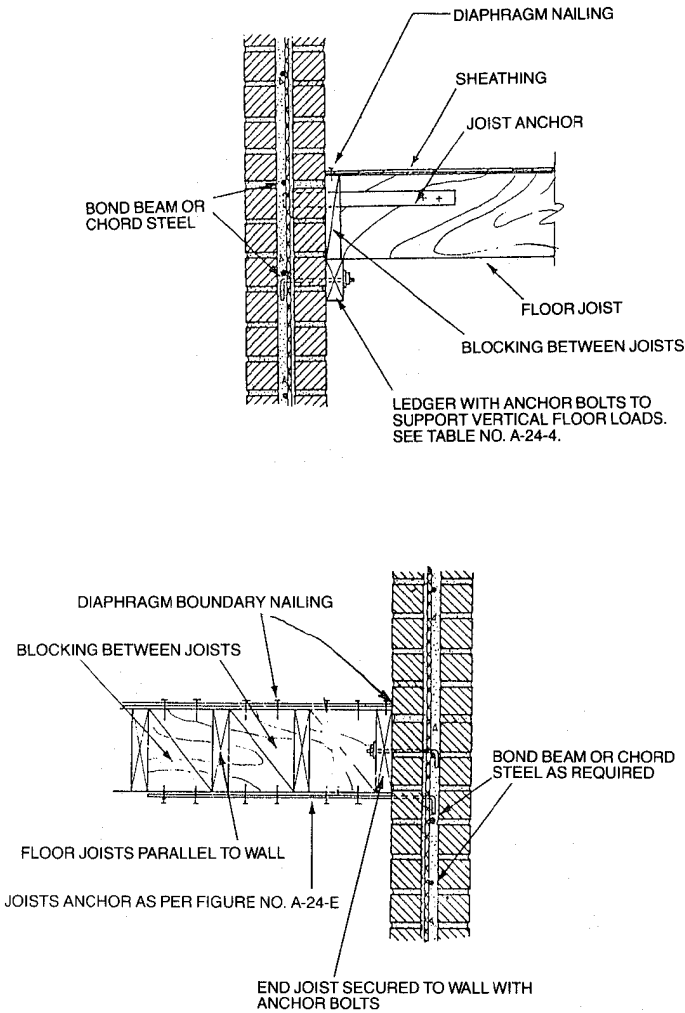 DIAPHRAGM NAILING
SHEATHING
JOIST ANCHOR
BOND BEAM OR
CHORD STEEL
FLOOR JOIST
BLOCKING BETWEEN JOISTS
LEDGER WITH ANCHOR BOLTS TO
SUPPORT VERTICAL FLOOR LOADS.
SEE TABLE NO. A-24-4.
DIAPHRAGM BOUNDARY NAILING
BLOCKING BETWEEN JOISTS
BOND BEAM OR CHORD
STEEL AS REQUIRED
FLOOR JOISTS PARALLEL TO WALL
JOISTS ANCHOR AS PER FIGURE NO. A-24-E
END JOIST SECURED TO WALL WITH
ANCHOR BOLTS